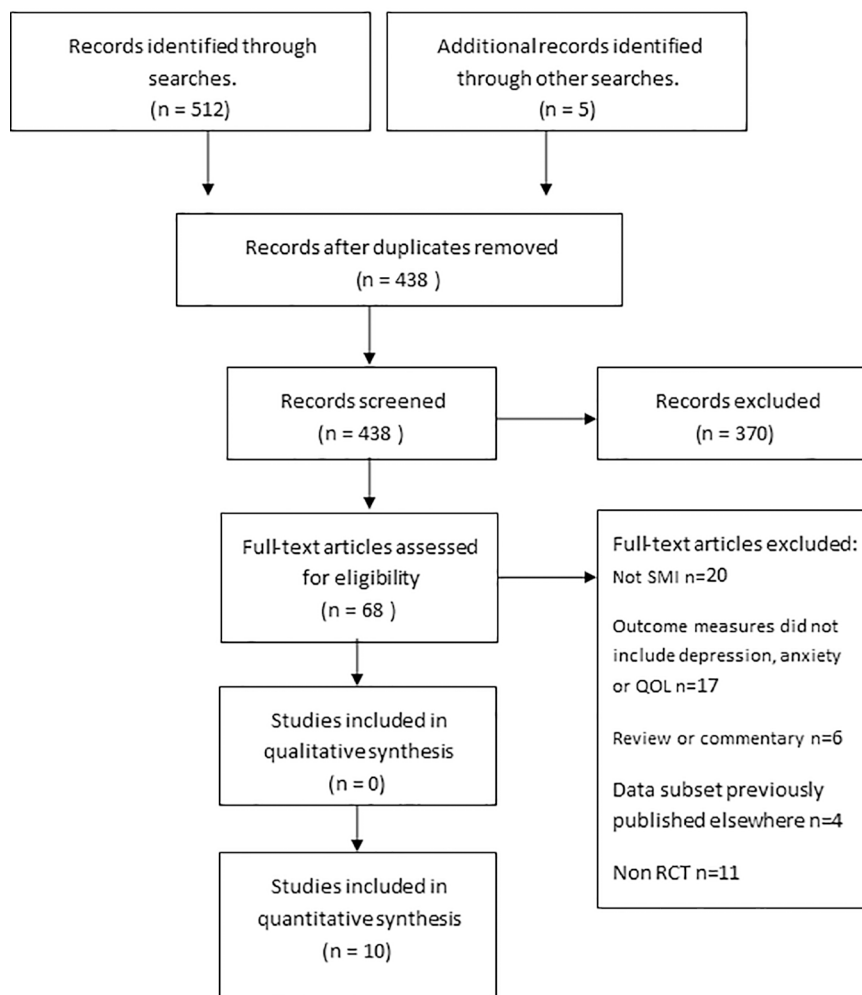 Records identified through
searches.
(n = 512)
Additional records identified
through other searches.
(n = 5)
Records after duplicates removed
(n = 438 )
Records screened
(n = 438 )
Records excluded
(n = 370)
Full-text articles assessed
for eligibility
(n = 68 )
Full-text articles excluded:
Not SMI n=20
Outcome measures did not
include depression, anxiety
or QOL n=17
Review or commentary n=6
Data subset previously
published elsewhere n=4
Non RCT n=11
Studies included in
qualitative synthesis
(n = 0)
Studies included in
quantitative synthesis
(n = 10)